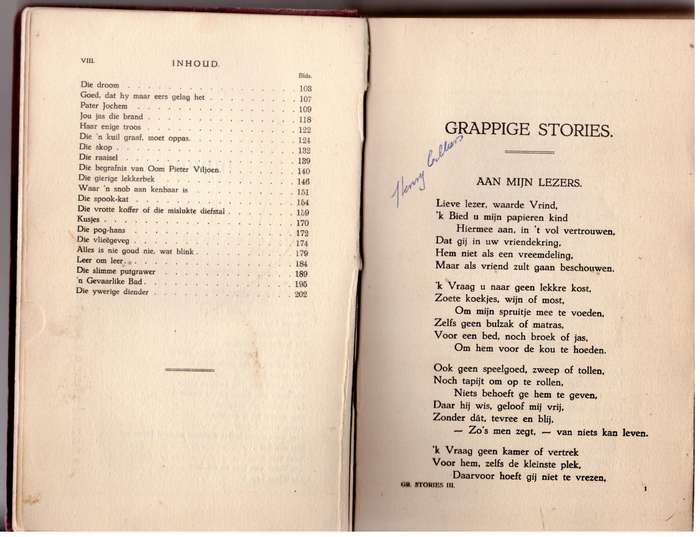 VIII. INHOUD.
Blds.
Die droom 103
Goed, dat hy maar eers gelag het 107
Pater Jochem 109
Jou jas die brand 118
Haar enige troos 122
Die 'n kuil graaf, moet oppas 124
Die skop 132
Die raaisel 139
Die begrafnis van Oom Pieter Viljoen 140
Die gierige lekkerbek 146
Waar 'n snob aan kenbaar is 151
Die spook-kat 154
Die vrotte koffer of die mislukte diefstal 159
Kusjes 170
Die pog-hans 172
Die vlieëgeveg 174
Alles is nie goud nie, wat blink 179
Leer om leer 184
Die slimme putgrawer 189
'n Gevaarlike Bad 195
Die ywerige diender 202
GRAPPIGE STORIES.
Henry
AAN MIJN LEZERS.
Lieve lezer, waarde Vrind,
'k Bied u mijn papieren kind
Hiermee aan, in 't vol vertrouwen,
Dat gij in uw vriendekring,
Hem niet als een vreemdeling,
Maar als vriend zult gaan beschouwen.
'k Vraag u naar geen lekkre kost,
Zoete koekjes, wijn of most,
Om mijn spruitje mee te voeden,
Zelfs geen bulzak of matras,
Voor een bed, noch broek of jas,
Om hem voor de kou te hoeden.
Ook geen speelgoed, zweep of tollen,
Noch tapijt om op te rollen,
Niets behoeft ge hem te geven,
Daar hij wis, geloof mij vrij,
Zonder dát, tevree en blij,
— Zo's men zegt, — van niets kan leven.
'k Vraag geen kamer of vertrek
Voor hem, zelfs de kleinste plek,
Daarvoor hoeft gij niet te vrezen,
GR. STORIES III. 1